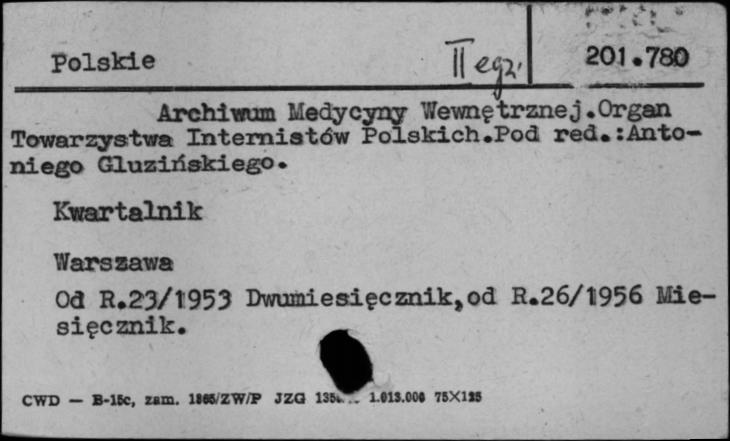 Polskie II egz. 201.780
Archiwum Medycyny Wewnętrznej.Organ
Towarzystwa Internistów Polskich.Pod red.:Anto-
niego Gluzińskiego.
Kwartalnik
Warszawa
Od R.23/1953 Dwumiesięcznik,od R.26/1956 Mie-
sięcznik.
CWD — B-15c, zam. 1865/ZW/P JZG 1.013.000 75X125